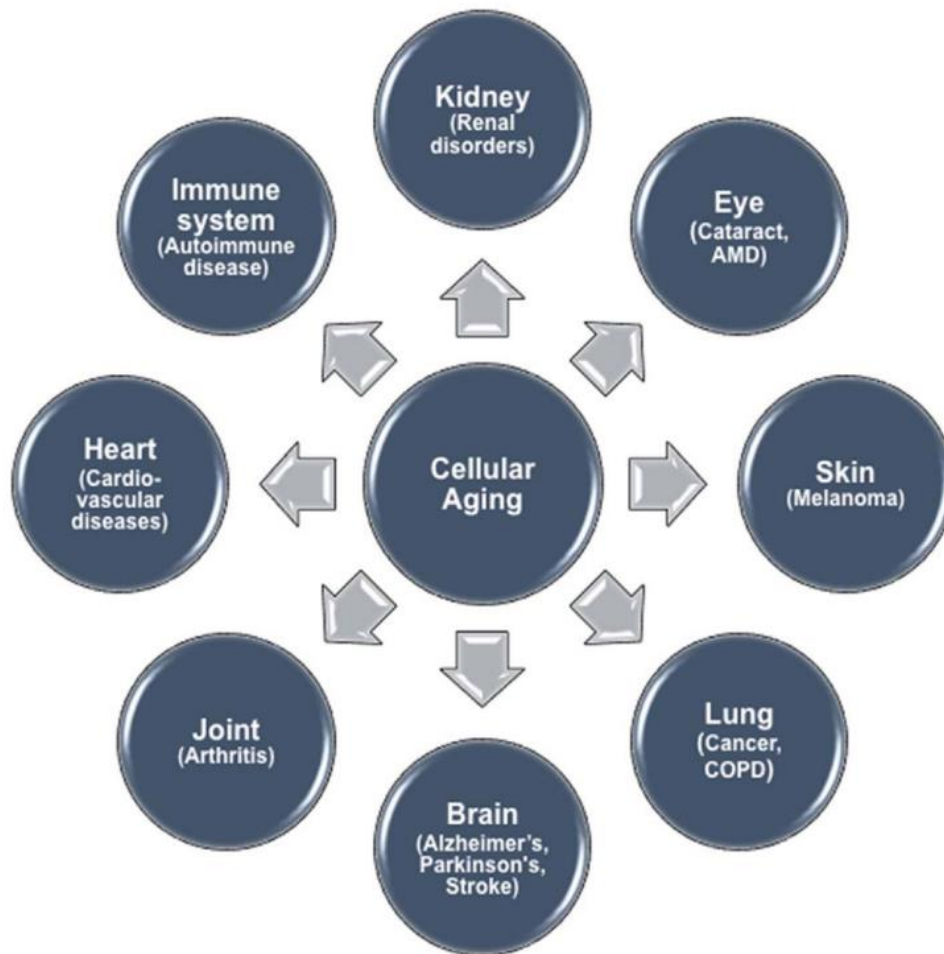 Kidney
(Renal
disorders)
Eye
(Cataract,
AMD)
Skin
(Melanoma)
Lung
(Cancer,
COPD)
Brain
(Alzheimer’s,
Parkinson's,
Stroke)
Joint
(Arthritis)
Heart
(Cardio-
vascular
diseases)
Immune
system
(Autoimmune
disease)
Cellular
Aging